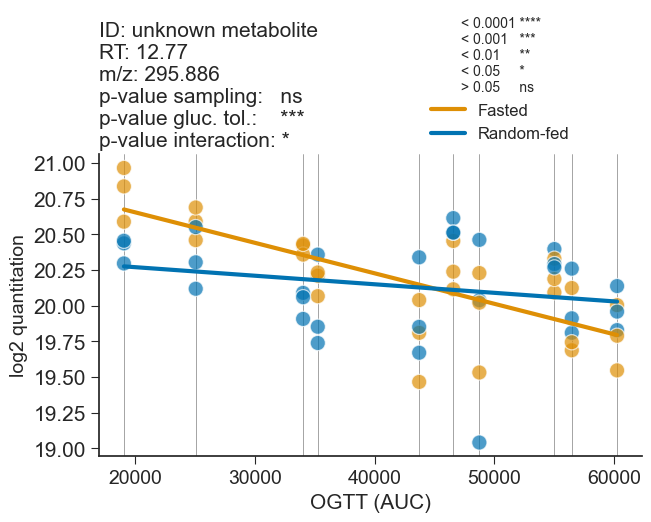 ID: unknown metabolite
RT: 12.77
m/z: 295.886
p-value sampling: ns
p-value gluc. tol.: ***
p-value interaction: *
< 0.0001 ****
< 0.001 ***
< 0.01 **
< 0.05 *
> 0.05 ns
Fasted
Random-fed
21.00
20.75
20.50
20.25
20.00
19.75
19.50
19.25
19.00
log2 quantitation
20000
30000
40000
50000
60000
OGTT (AUC)